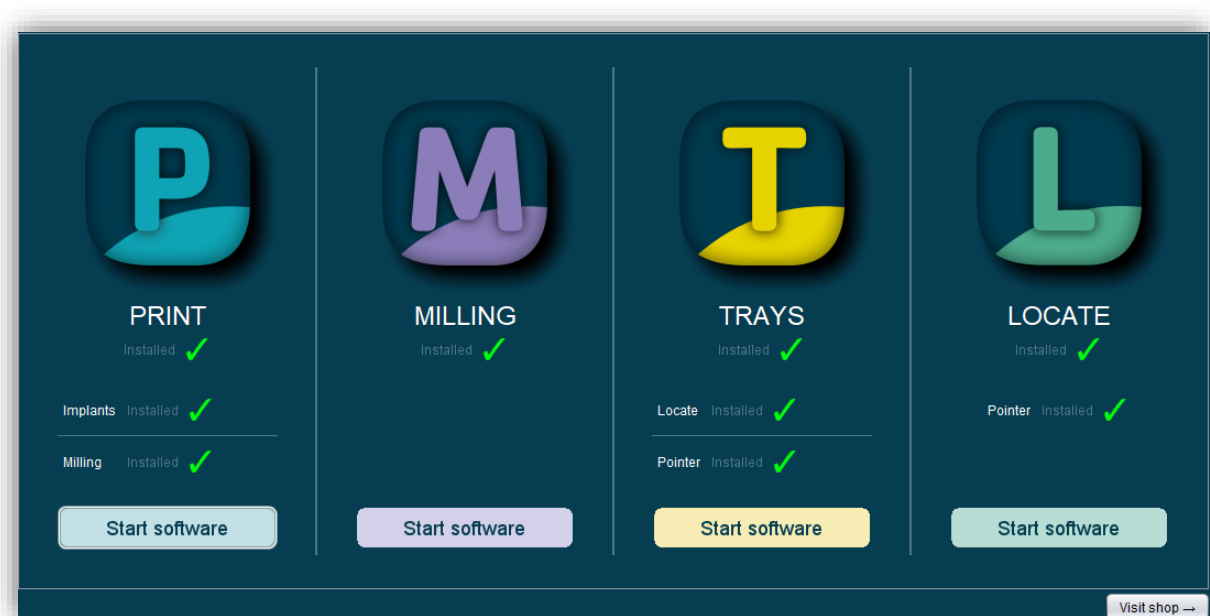 P
PRINT
Installed ✓
Implants Installed ✓
Milling Installed ✓
Start software
M
MILLING
Installed ✓
Start software
T
TRAYS
Installed ✓
Locate Installed ✓
Pointer Installed ✓
Start software
L
LOCATE
Installed ✓
Pointer Installed ✓
Start software
Visit shop →